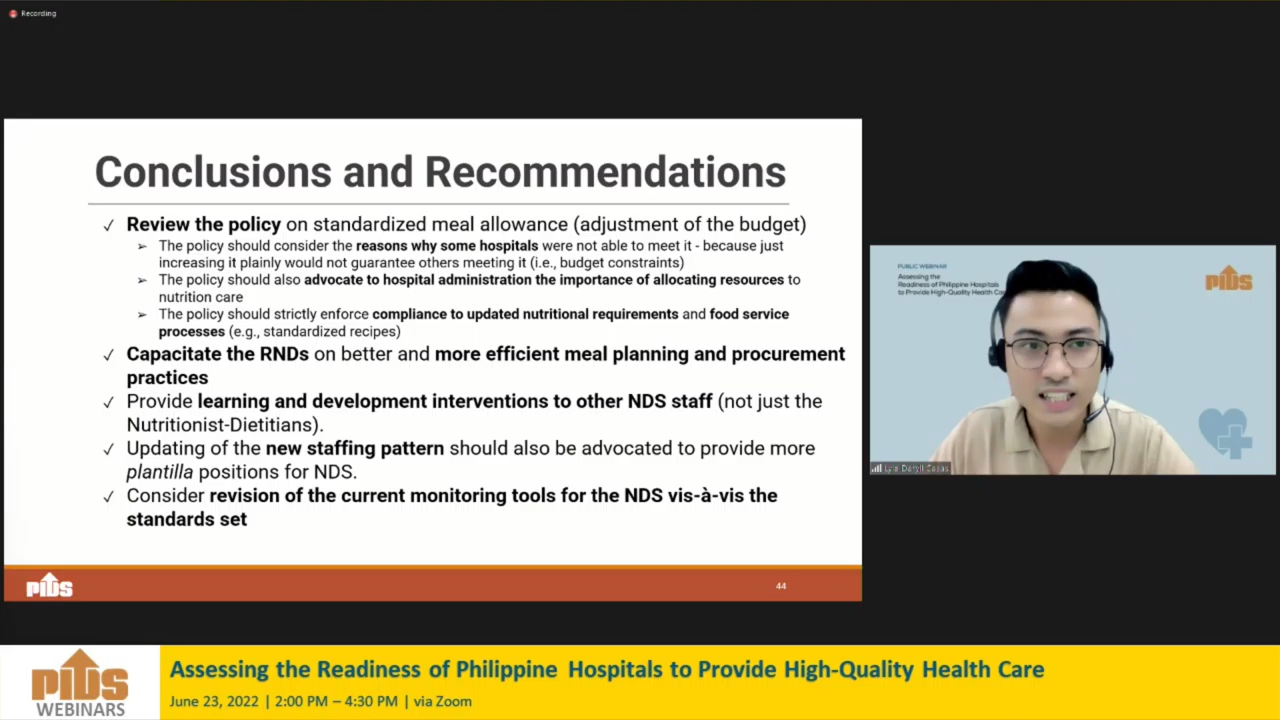 Recording
Conclusions and Recommendations
✓ Review the policy on standardized meal allowance (adjustment of the budget)
➢ The policy should consider the reasons why some hospitals were not able to meet it - because just
increasing it plainly would not guarantee others meeting it (i.e., budget constraints)
➢ The policy should also advocate to hospital administration the importance of allocating resources to
nutrition care
➢ The policy should strictly enforce compliance to updated nutritional requirements and food service
processes (e.g., standardized recipes)
✓ Capacitate the RNDs on better and more efficient meal planning and procurement
practices
✓ Provide learning and development interventions to other NDS staff (not just the
Nutritionist-Dietitians).
✓ Updating of the new staffing pattern should also be advocated to provide more
plantilla positions for NDS.
✓ Consider revision of the current monitoring tools for the NDS vis-à-vis the
standards set
PIDS
44
PUBLIC WEBINAR
Assessing the
Readiness of Philippine Hospitals
to Provide High-Quality Health
PIDS
PIDS
WEBINARS
Assessing the Readiness of Philippine Hospitals to Provide High-Quality Health Care
June 23, 2022 | 2:00 PM – 4:30 PM | via Zoom